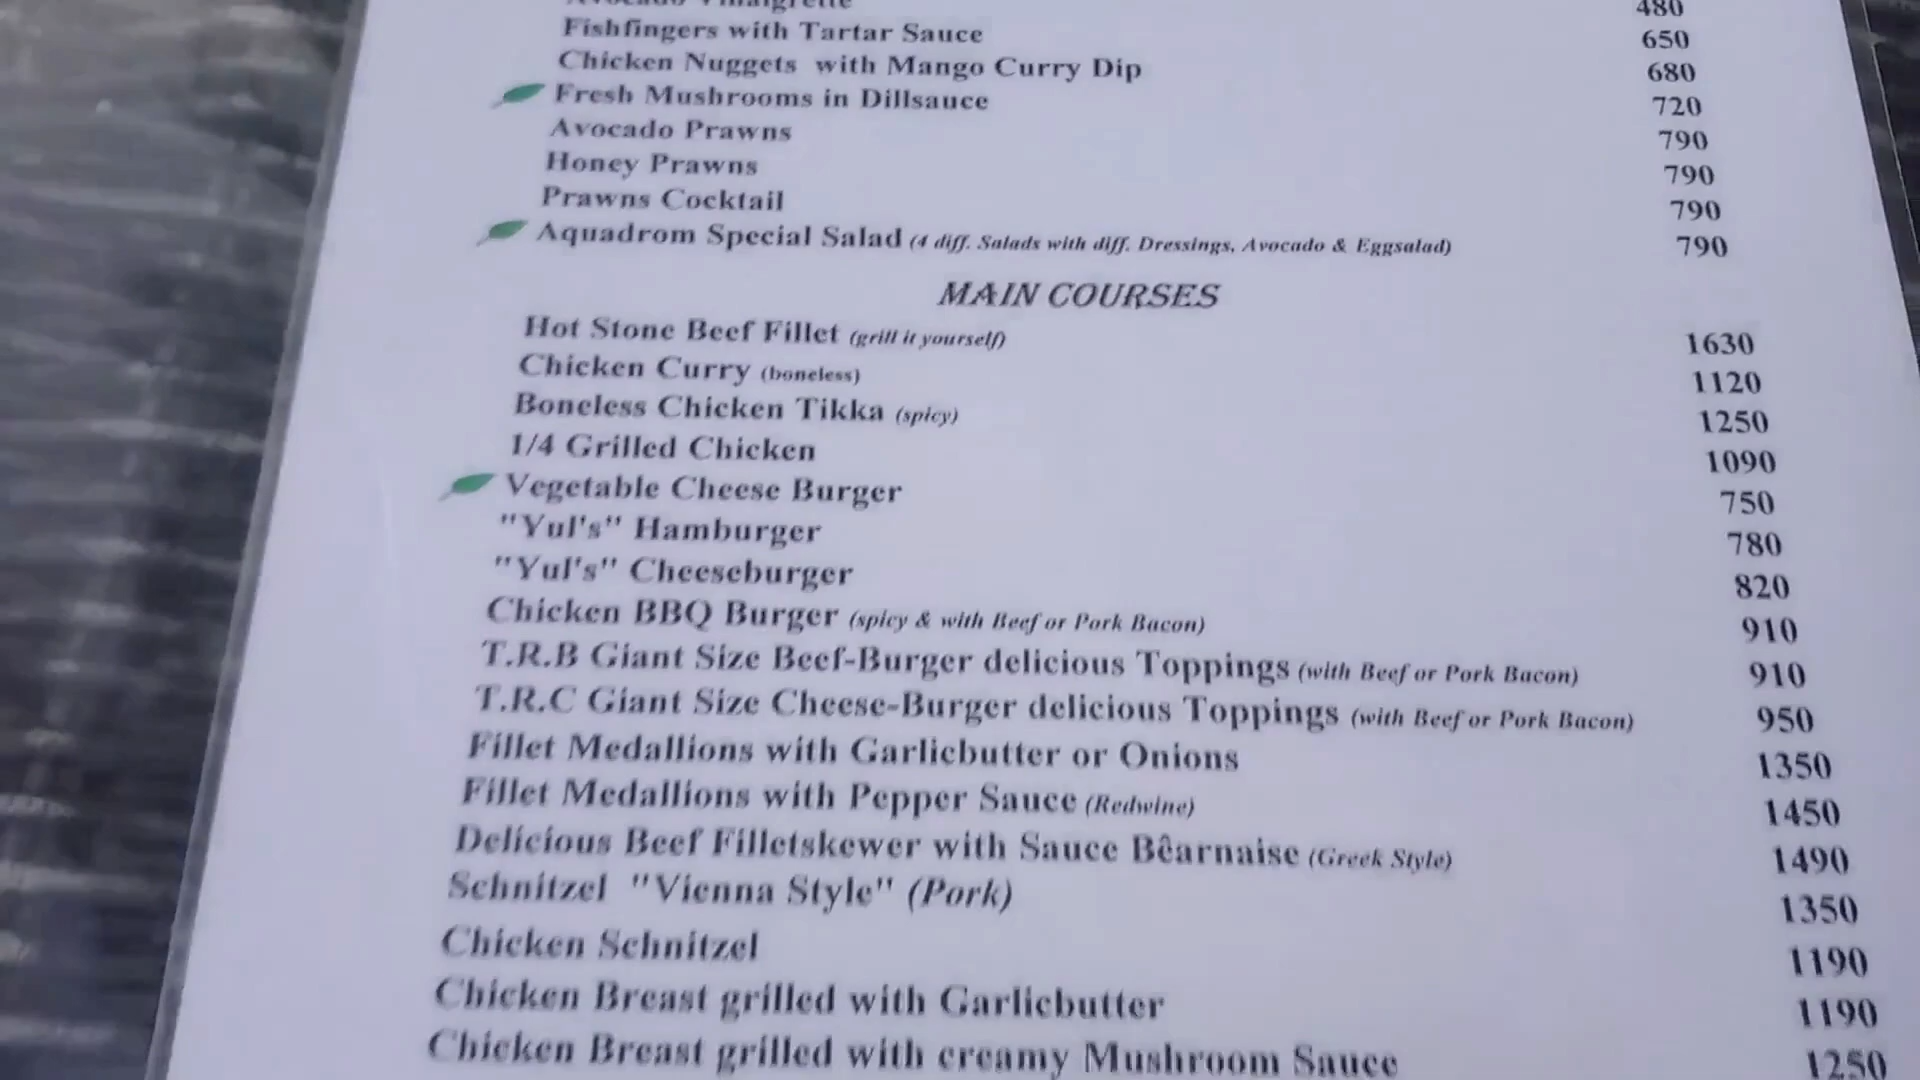 Avocado Vinaigrette 480
Fishfingers with Tartar Sauce 650
Chicken Nuggets with Mango Curry Dip 680
Fresh Mushrooms in Dillsauce 720
Avocado Prawns 790
Honey Prawns 790
Prawns Cocktail 790
Aquadrom Special Salad (4 diff. Salads with diff. Dressings, Avocado & Eggsalad) 790
MAIN COURSES
Hot Stone Beef Fillet (grill it yourself) 1630
Chicken Curry (boneless) 1120
Boneless Chicken Tikka (spicy) 1250
1/4 Grilled Chicken 1090
Vegetable Cheese Burger 750
"Yul's" Hamburger 780
"Yul's" Cheeseburger 820
Chicken BBQ Burger (spicy & with Beef or Pork Bacon) 910
T.R.B Giant Size Beef-Burger delicious Toppings (with Beef or Pork Bacon) 910
T.R.C Giant Size Cheese-Burger delicious Toppings (with Beef or Pork Bacon) 950
Fillet Medallions with Garlicbutter or Onions 1350
Fillet Medallions with Pepper Sauce (Redwine) 1450
Delicious Beef Filletskewer with Sauce Bêarnaise (Greek Style) 1490
Schnitzel "Vienna Style" (Pork) 1350
Chicken Schnitzel 1190
Chicken Breast grilled with Garlicbutter 1190
Chicken Breast grilled with creamy Mushroom Sauce 1250